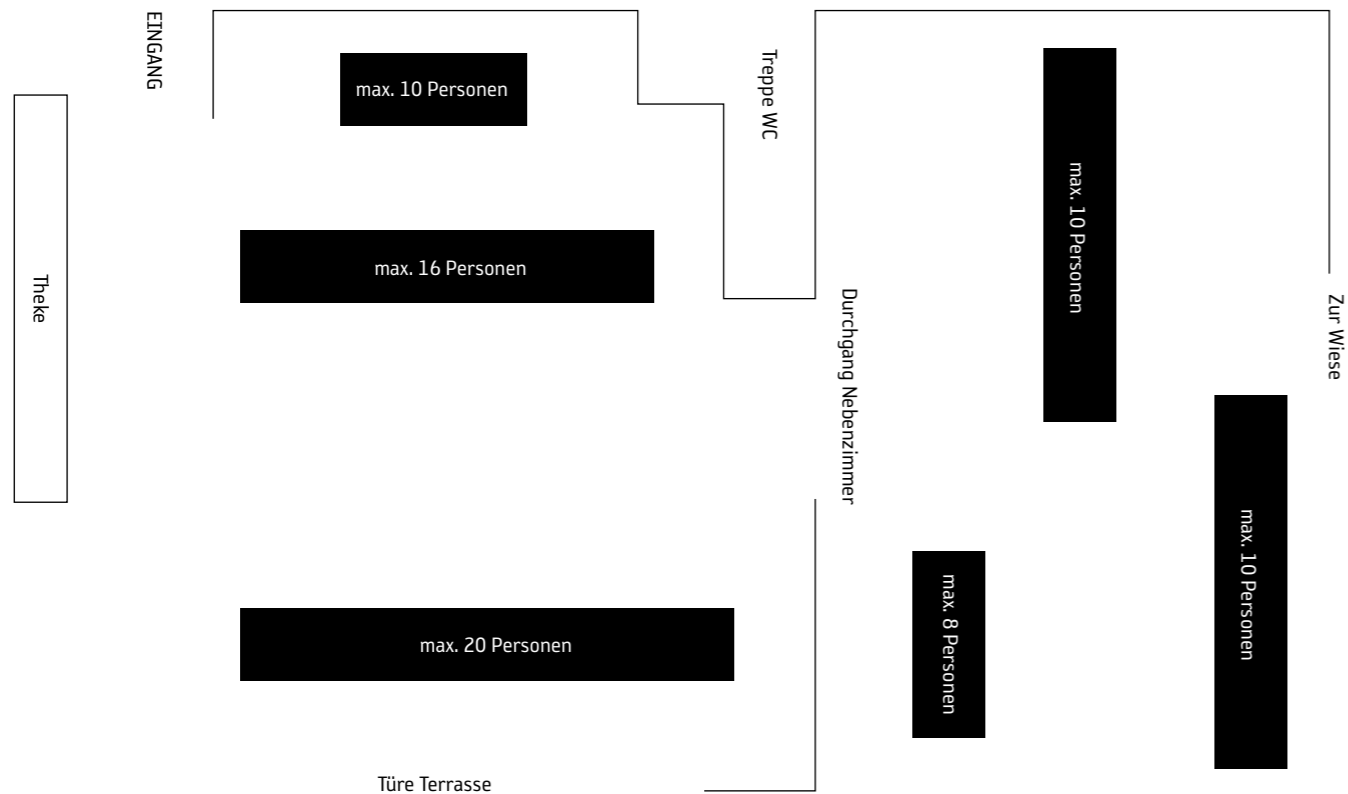 EINGANG
max. 10 Personen
Treppe WC
max. 10 Personen
max. 16 Personen
Theke
Durchgang Nebenzimmer
Zur Wiese
max. 20 Personen
max. 8 Personen
max. 10 Personen
Türe Terrasse